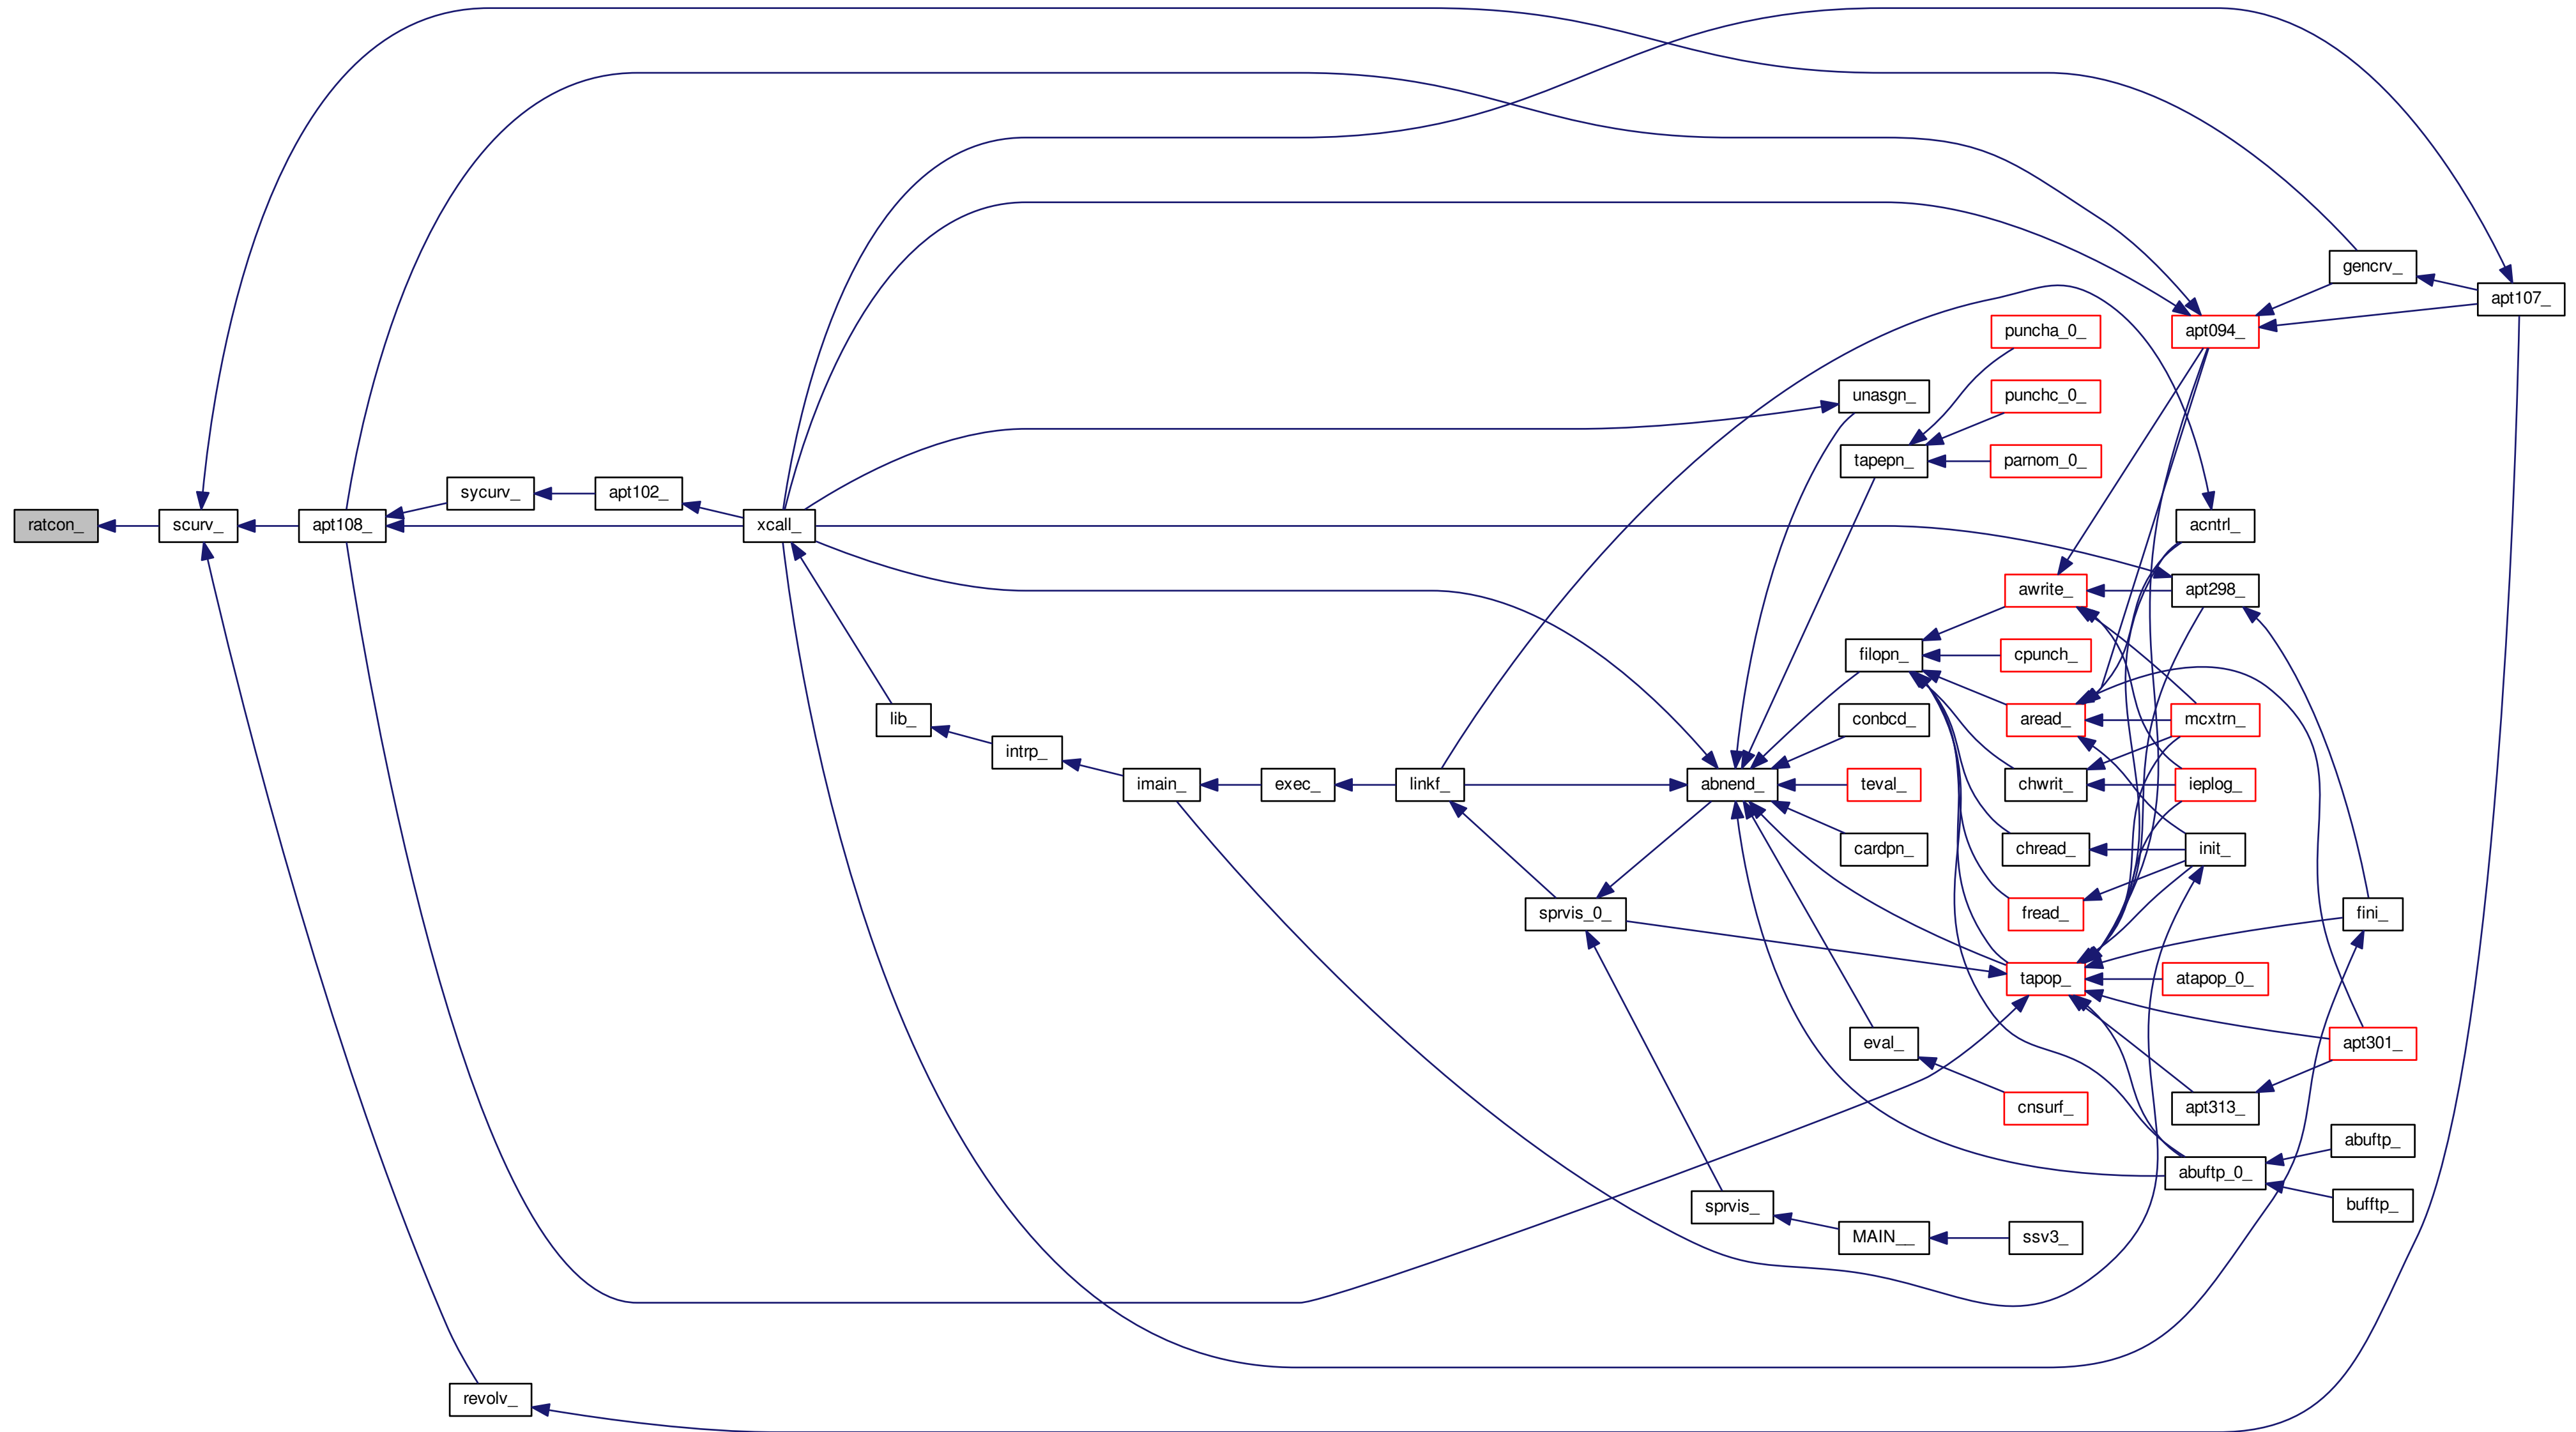 gencrv_
apt107_
puncha_0_
apt094_
unasgn_
punchc_0_
tapepn_
parnom_0_
sycurv_
apt102_
ratcon_
scurv_
apt108_
xcall_
acntrl_
awrite_
apt298_
filopn_
cpunch_
lib_
conbcd_
aread_
mcxtrn_
intrp_
imain_
exec_
linkf_
abnend_
teval_
chwrit_
ieplog_
cardpn_
chread_
init_
sprvis_0_
fread_
fini_
tapop_
atapop_0_
eval_
apt301_
cnsurf_
apt313_
abuftp_
abuftp_0_
sprvis_
bufftp_
MAIN__
ssv3_
revolv_